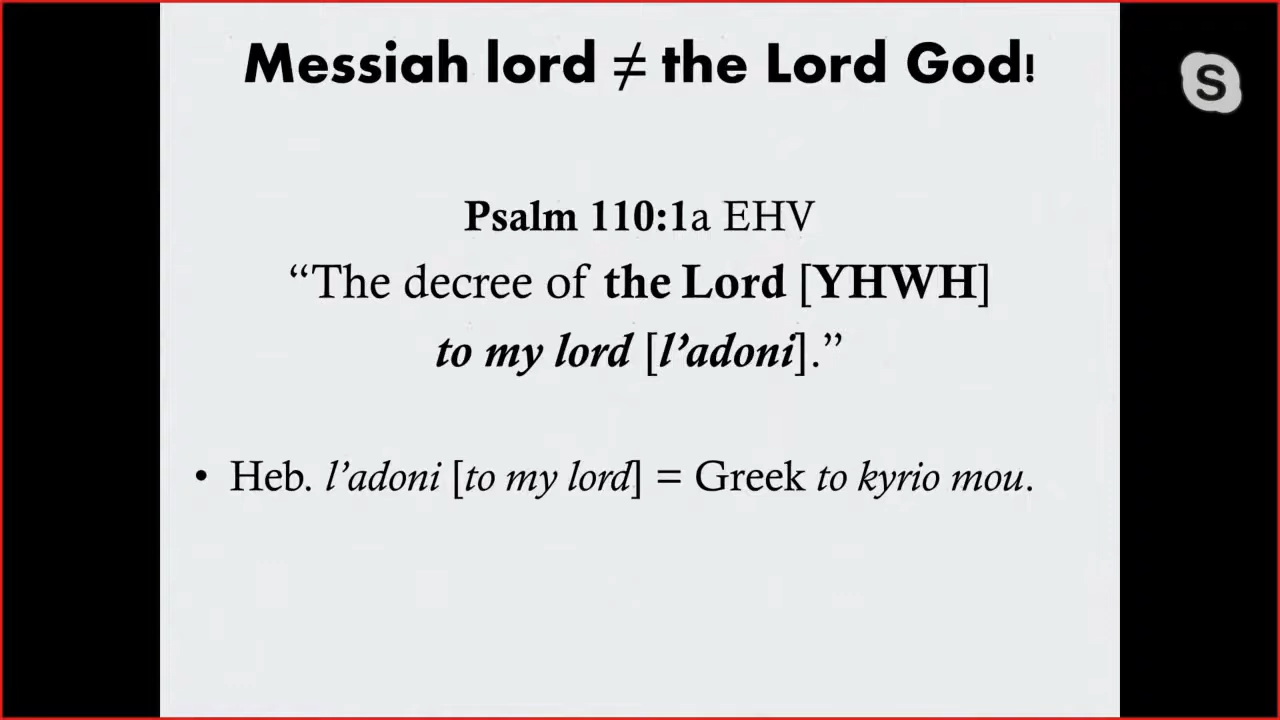 Messiah lord ≠ the Lord God!
S
Psalm 110:1a EHV
“The decree of the Lord [YHWH]
to my lord [l’adoni].”
• Heb. l’adoni [to my lord] = Greek to kyrio mou.